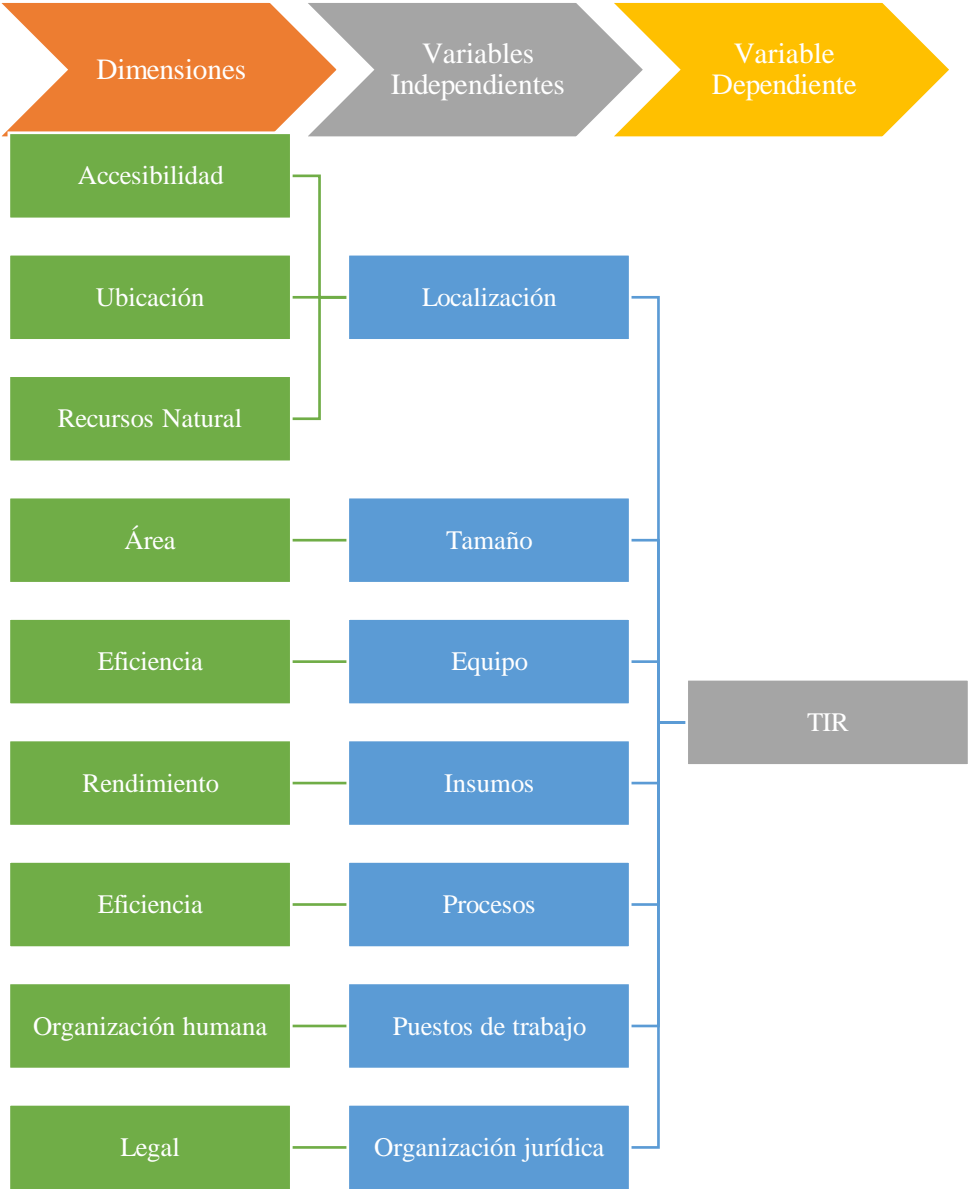 Dimensiones
Variables
Independientes
Variable
Dependiente
Accesibilidad
Ubicación
Localización
Recursos Natural
Área
Tamaño
Eficiencia
Equipo
TIR
Rendimiento
Insumos
Eficiencia
Procesos
Organización humana
Puestos de trabajo
Legal
Organización jurídica